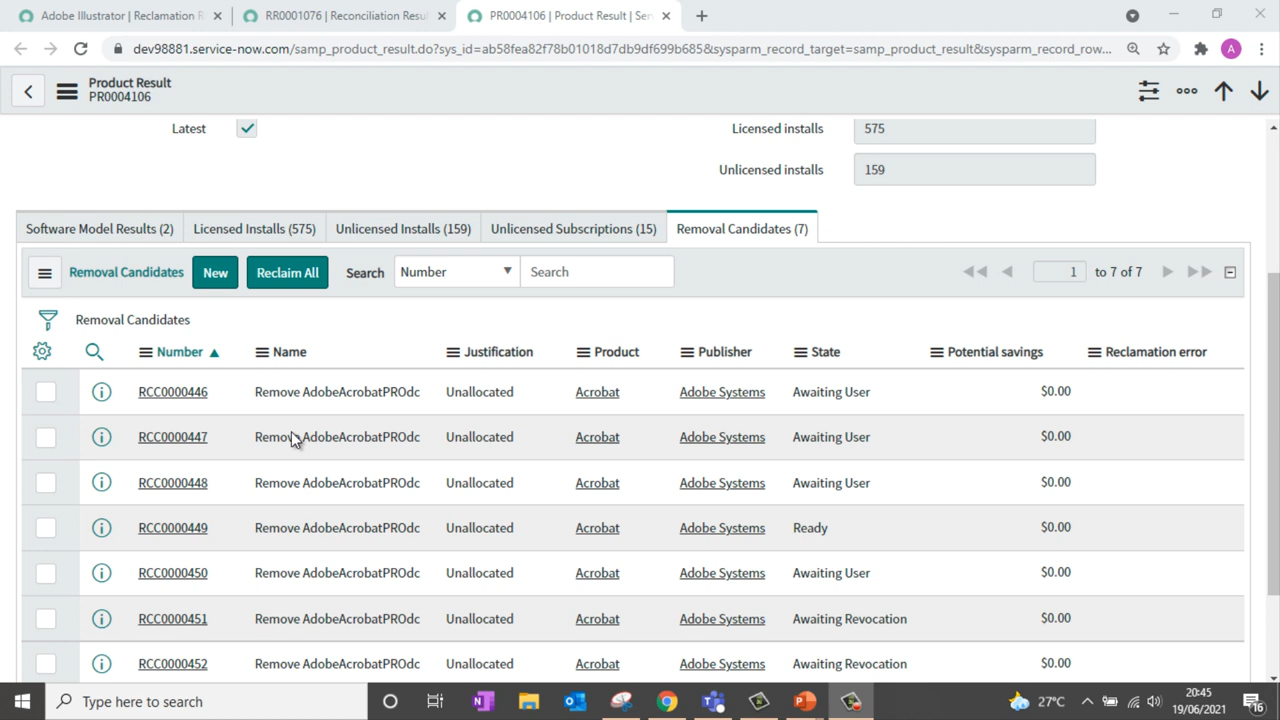 Adobe Illustrator | Reclamation R
RR0001076 | Reconciliation Resul
PR0004106 | Product Result | Ser
dev98881.service-now.com/samp_product_result.do?sys_id=ab58fea82f78b01018d7db9df699b685&sysparm_record_target=samp_product_result&sysparm_record_row...
A
Product Result
PR0004106
Latest
Licensed installs 575
Unlicensed installs 159
Software Model Results (2) Licensed Installs (575) Unlicensed Installs (159) Unlicensed Subscriptions (15) Removal Candidates (7)
Removal Candidates New Reclaim All Search Number Search 1 to 7 of 7
Removal Candidates
Number Name Justification Product Publisher State Potential savings Reclamation error
RCC0000446 Remove AdobeAcrobatPROdc Unallocated Acrobat Adobe Systems Awaiting User $0.00
RCC0000447 Remove AdobeAcrobatPROdc Unallocated Acrobat Adobe Systems Awaiting User $0.00
RCC0000448 Remove AdobeAcrobatPROdc Unallocated Acrobat Adobe Systems Awaiting User $0.00
RCC0000449 Remove AdobeAcrobatPROdc Unallocated Acrobat Adobe Systems Ready $0.00
RCC0000450 Remove AdobeAcrobatPROdc Unallocated Acrobat Adobe Systems Awaiting User $0.00
RCC0000451 Remove AdobeAcrobatPROdc Unallocated Acrobat Adobe Systems Awaiting Revocation $0.00
RCC0000452 Remove AdobeAcrobatPROdc Unallocated Acrobat Adobe Systems Awaiting Revocation $0.00
Type here to search
27°C
20:45
19/06/2021
16